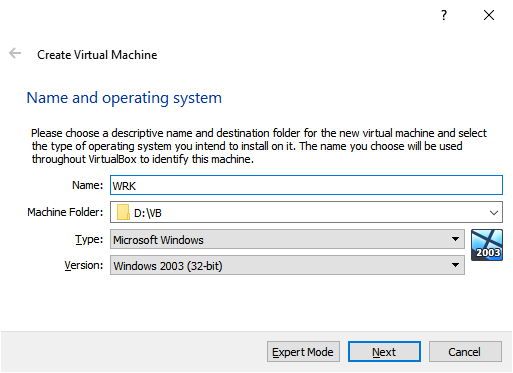 ?
Create Virtual Machine
Name and operating system
Please choose a descriptive name and destination folder for the new virtual machine and select
the type of operating system you intend to install on it. The name you choose will be used
throughout VirtualBox to identify this machine.
Name: WRK
Machine Folder: D:\VB
Type: Microsoft Windows
2003
Version: Windows 2003 (32-bit)
Expert Mode Next Cancel